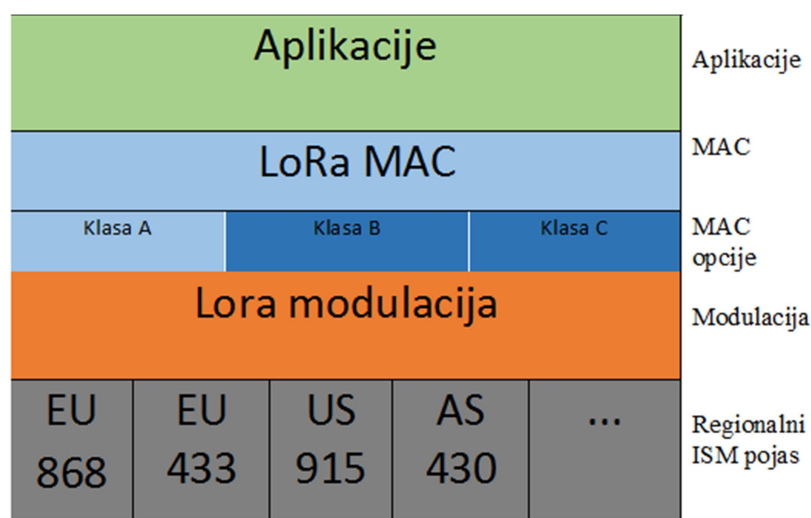 Aplikacije
Aplikacije
LoRa MAC
MAC
Klasa A
Klasa B
Klasa C
MAC
opcije
Lora modulacija
Modulacija
EU
868
EU
433
US
915
AS
430
...
Regionalni
ISM pojas